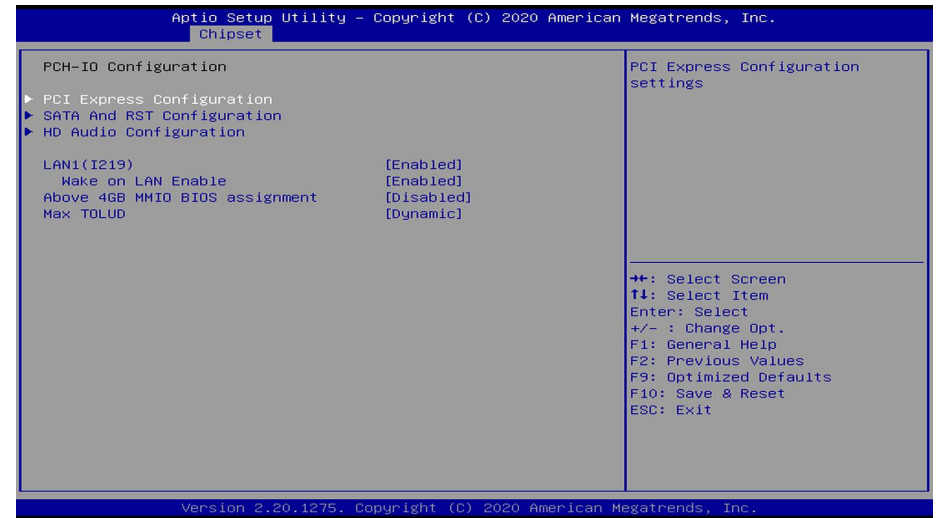 Aptio Setup Utility – Copyright (C) 2020 American Megatrends, Inc.
Chipset
PCH-IO Configuration
▶ PCI Express Configuration
▶ SATA And RST Configuration
▶ HD Audio Configuration
LAN1(I219) [Enabled]
Wake on LAN Enable [Enabled]
Above 4GB MMIO BIOS assignment [Disabled]
Max TOLUD [Dynamic]
PCI Express Configuration
settings
→←: Select Screen
↑↓: Select Item
Enter: Select
+/- : Change Opt.
F1: General Help
F2: Previous Values
F9: Optimized Defaults
F10: Save & Reset
ESC: Exit
Version 2.20.1275. Copyright (C) 2020 American Megatrends, Inc.